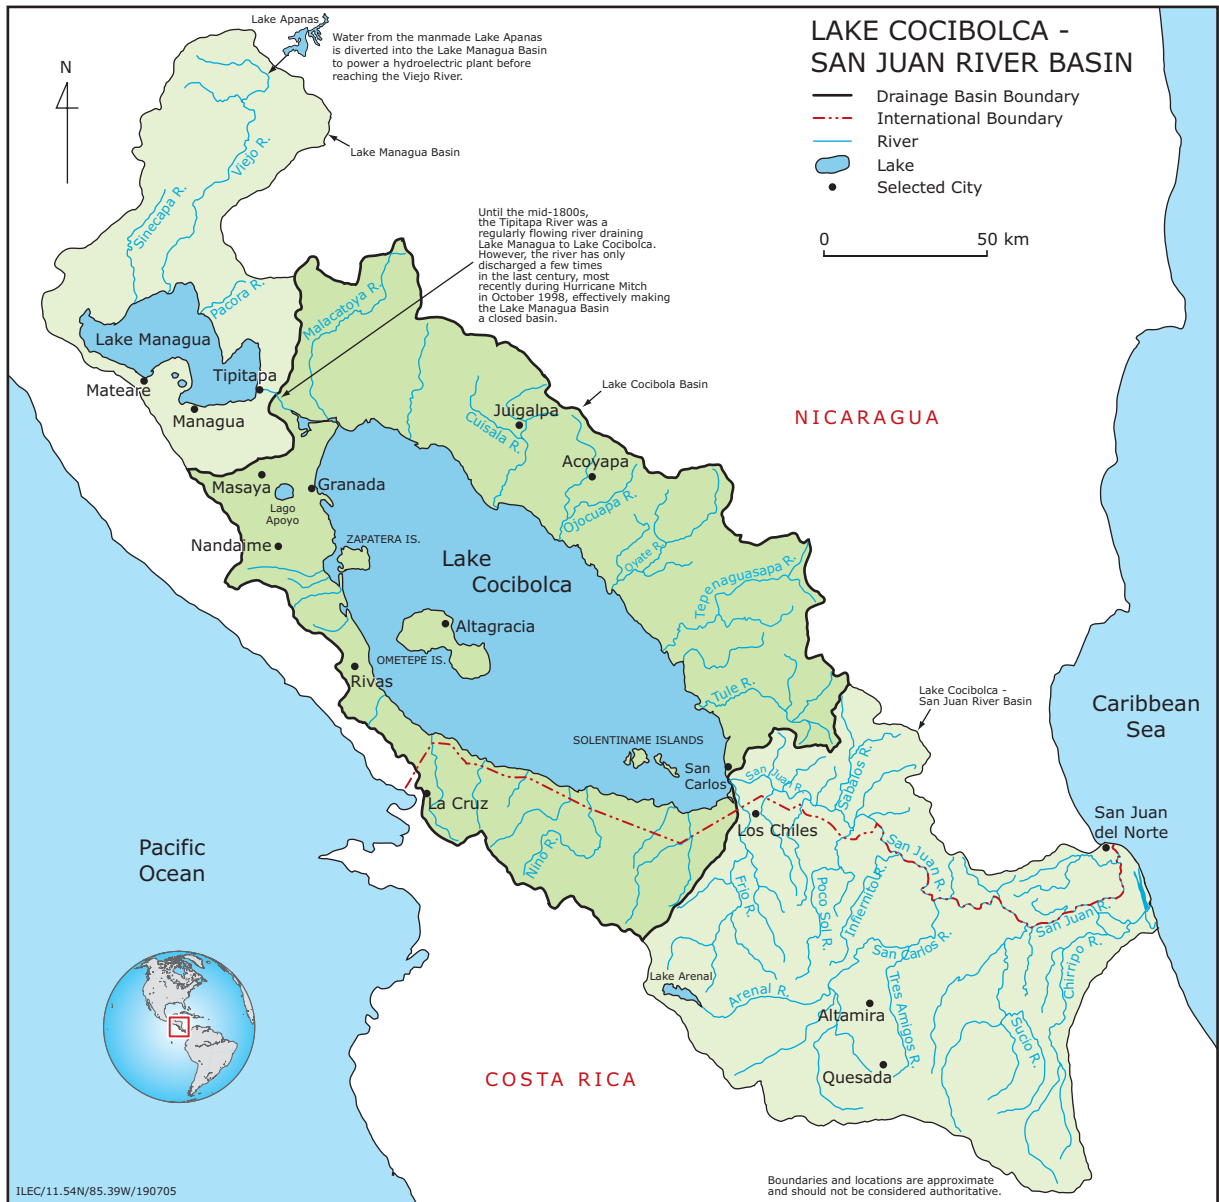 LAKE COCIBOLCA -
SAN JUAN RIVER BASIN
Drainage Basin Boundary
International Boundary
River
Lake
Selected City
0 50 km
N
Lake Apanas
Water from the manmade Lake Apanas
is diverted into the Lake Managua Basin
to power a hydroelectric plant before
reaching the Viejo River.
Lake Managua Basin
Viejo R.
Sinecapa R.
Pacora R.
Until the mid-1800s,
the Tipitapa River was a
regularly flowing river draining
Lake Managua to Lake Cocibolca.
However, the river has only
discharged a few times
in the last century, most
recently during Hurricane Mitch
in October 1998, effectively making
the Lake Managua Basin
a closed basin.
Malacatoya R.
Lake Managua
Mateare
Tipitapa
Managua
Lake Cocibola Basin
NICARAGUA
Juigalpa
Cuisala R.
Acoyapa
Masaya
Granada
Lago
Apoyo
Ojocuapa R.
Nandaime
ZAPATERA IS.
Oyate R.
Lake
Cocibolca
Tepenaguasapa R.
Altagracia
OMETEPE IS.
Rivas
Tule R.
Lake Cocibolca -
San Juan River Basin
Caribbean
Sea
SOLENTINAME ISLANDS
San
Carlos
San Juan R.
Sabalos R.
La Cruz
Los Chiles
San Juan
del Norte
Pacific
Ocean
Nino R.
San Juan R.
Frio R.
Poco Sol R.
Infiernito R.
San Juan R.
San Carlos R.
Chirripo R.
Lake Arenal
Arenal R.
Tres Amigos R.
Altamira
Sucio R.
Quesada
COSTA RICA
ILEC/11.54N/85.39W/190705
Boundaries and locations are approximate
and should not be considered authoritative.